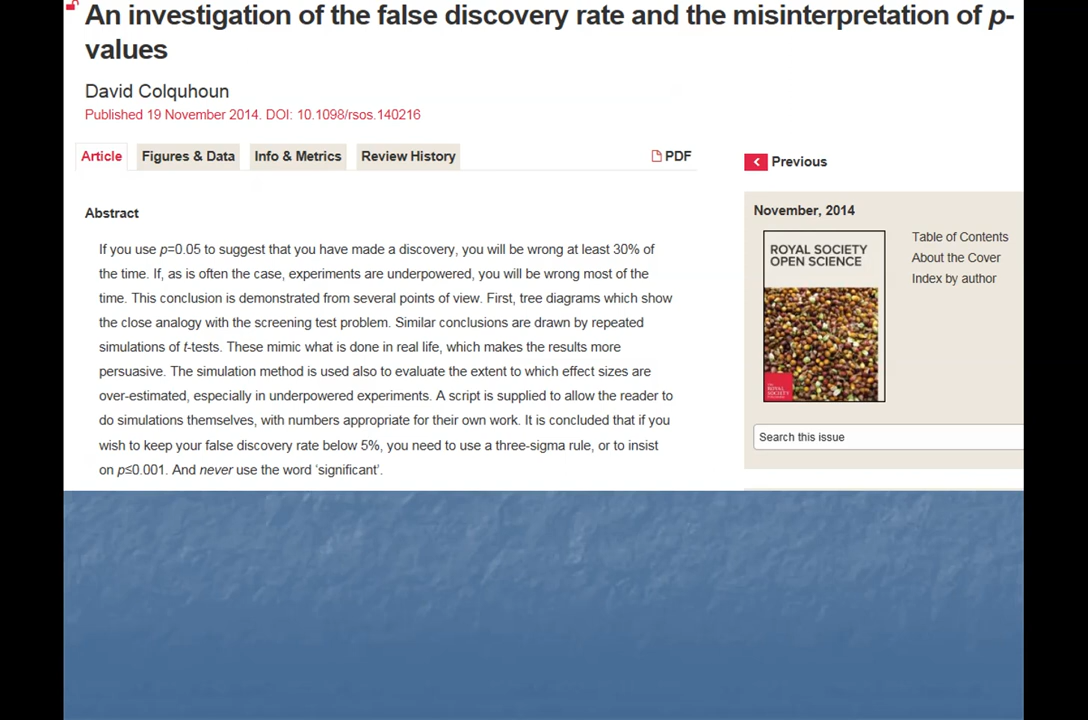 An investigation of the false discovery rate and the misinterpretation of p-
values
David Colquhoun
Published 19 November 2014. DOI: 10.1098/rsos.140216
Article
Figures & Data
Info & Metrics
Review History
PDF
Abstract
If you use p=0.05 to suggest that you have made a discovery, you will be wrong at least 30% of
the time. If, as is often the case, experiments are underpowered, you will be wrong most of the
time. This conclusion is demonstrated from several points of view. First, tree diagrams which show
the close analogy with the screening test problem. Similar conclusions are drawn by repeated
simulations of t-tests. These mimic what is done in real life, which makes the results more
persuasive. The simulation method is used also to evaluate the extent to which effect sizes are
over-estimated, especially in underpowered experiments. A script is supplied to allow the reader to
do simulations themselves, with numbers appropriate for their own work. It is concluded that if you
wish to keep your false discovery rate below 5%, you need to use a three-sigma rule, or to insist
on p≤0.001. And never use the word ‘significant’.
Previous
November, 2014
ROYAL SOCIETY
OPEN SCIENCE
Table of Contents
About the Cover
Index by author
Search this issue